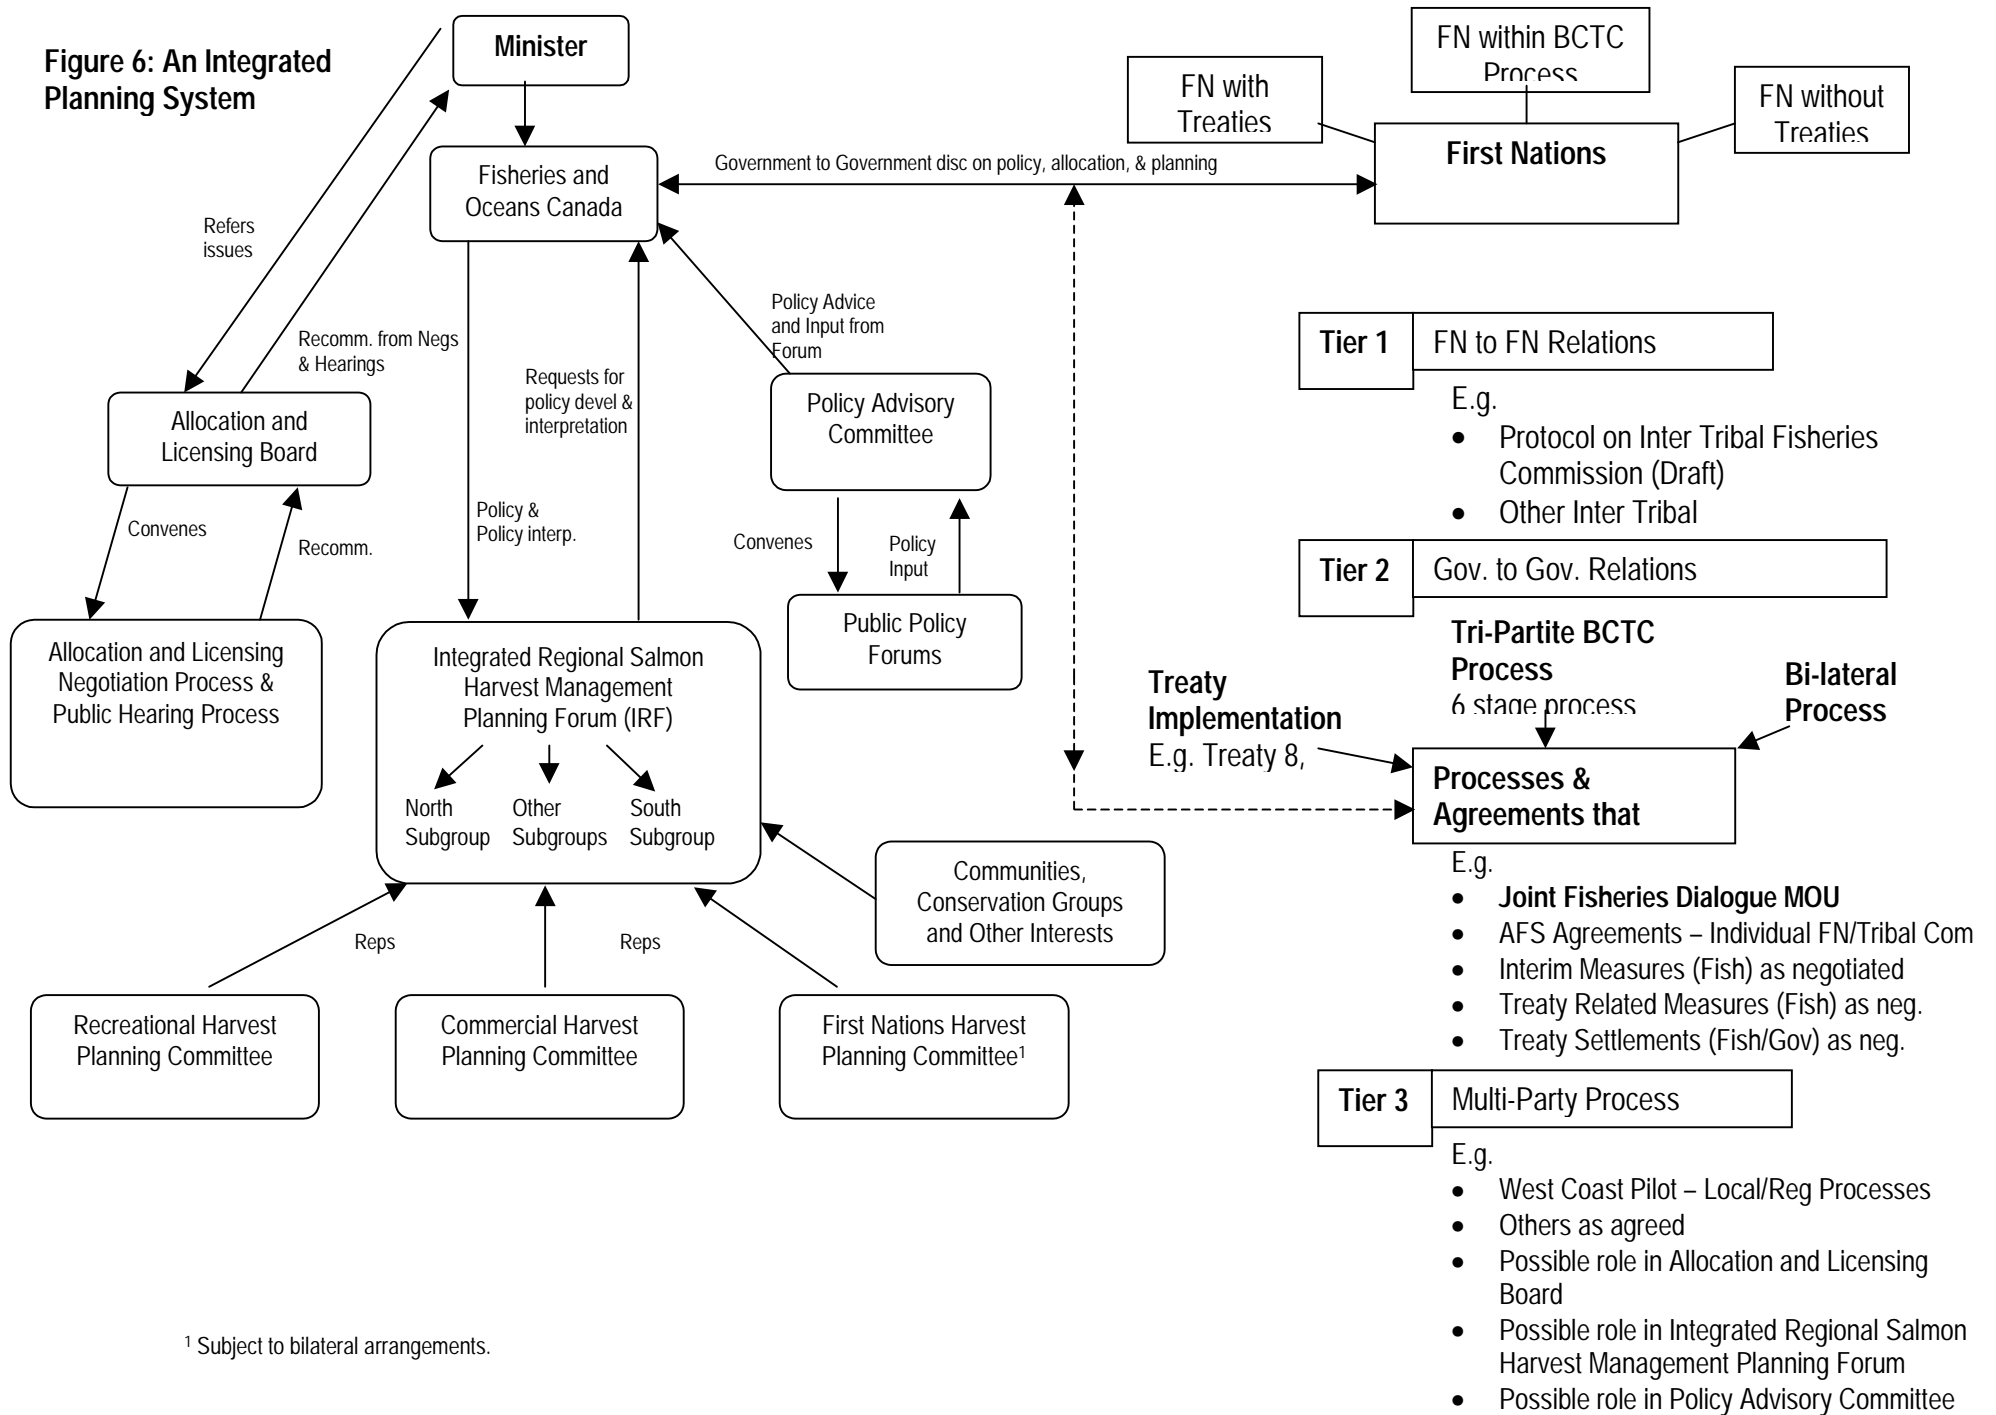 Figure 6: An Integrated
Planning System
Minister
FN with
Treaties
FN within BCTC
Process
FN without
Treaties
First Nations
Fisheries and
Oceans Canada
Government to Government disc on policy, allocation, & planning
Refers
issues
Recomm. from Negs
& Hearings
Requests for
policy devel &
interpretation
Policy Advice
and Input from
Forum
Allocation and
Licensing Board
Policy Advisory
Committee
Convenes
Recomm.
Policy &
Policy interp.
Convenes
Policy
Input
Allocation and Licensing
Negotiation Process &
Public Hearing Process
Integrated Regional Salmon
Harvest Management
Planning Forum (IRF)
North
Subgroup
Other
Subgroups
South
Subgroup
Public Policy
Forums
Communities,
Conservation Groups
and Other Interests
Reps
Reps
Recreational Harvest
Planning Committee
Commercial Harvest
Planning Committee
First Nations Harvest
Planning Committee¹
¹ Subject to bilateral arrangements.
Tier 1
FN to FN Relations
E.g.
• Protocol on Inter Tribal Fisheries
Commission (Draft)
• Other Inter Tribal
Tier 2
Gov. to Gov. Relations
Tri-Partite BCTC
Process
6 stage process
Treaty
Implementation
E.g. Treaty 8,
Bi-lateral
Process
Processes &
Agreements that
E.g.
• Joint Fisheries Dialogue MOU
• AFS Agreements – Individual FN/Tribal Com
• Interim Measures (Fish) as negotiated
• Treaty Related Measures (Fish) as neg.
• Treaty Settlements (Fish/Gov) as neg.
Tier 3
Multi-Party Process
E.g.
• West Coast Pilot – Local/Reg Processes
• Others as agreed
• Possible role in Allocation and Licensing
Board
• Possible role in Integrated Regional Salmon
Harvest Management Planning Forum
• Possible role in Policy Advisory Committee